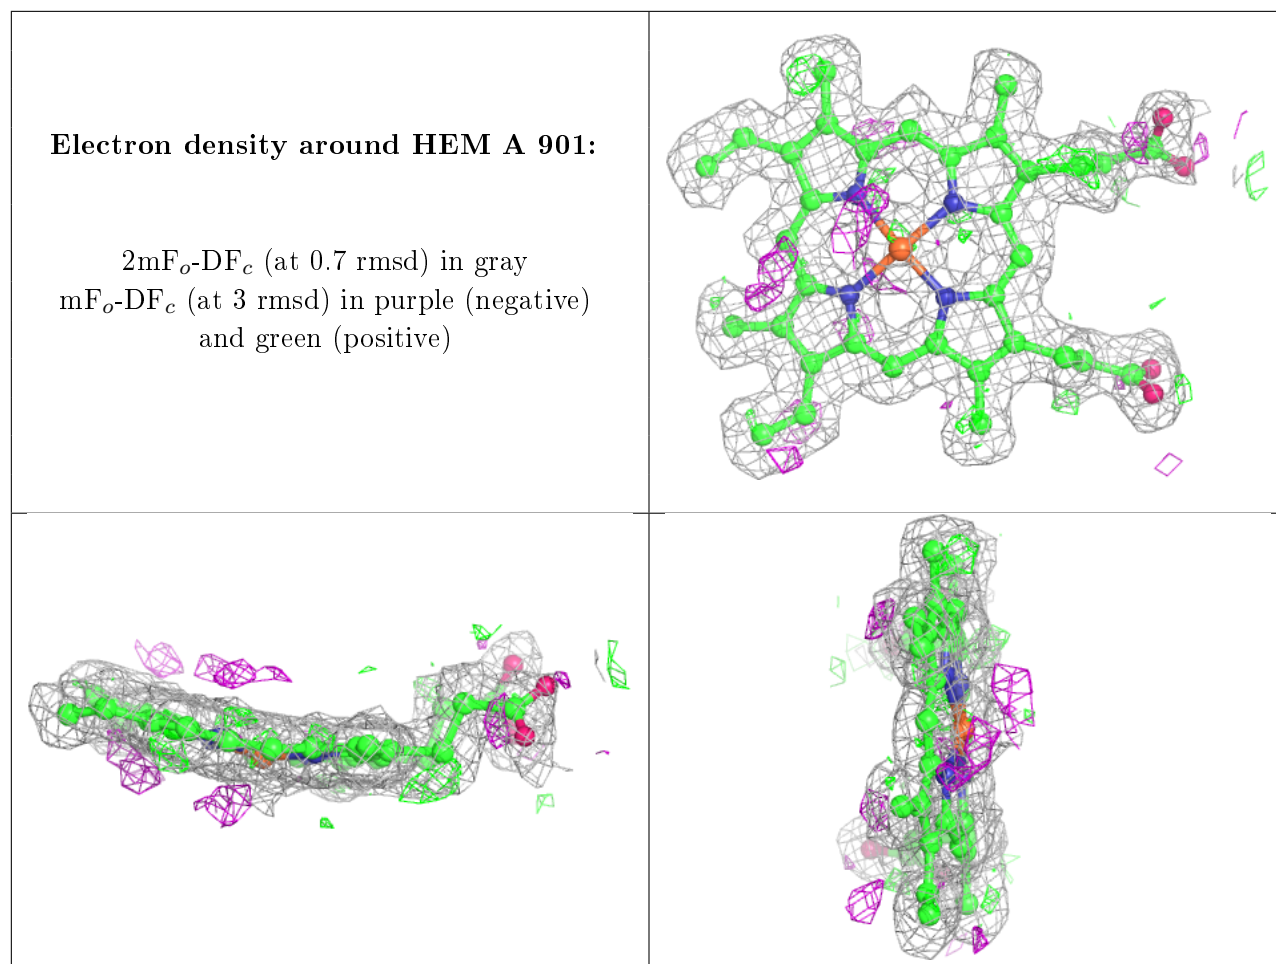 Electron density around HEM A 901:
2mFo-DFc (at 0.7 rmsd) in gray
mFo-DFc (at 3 rmsd) in purple (negative)
and green (positive)